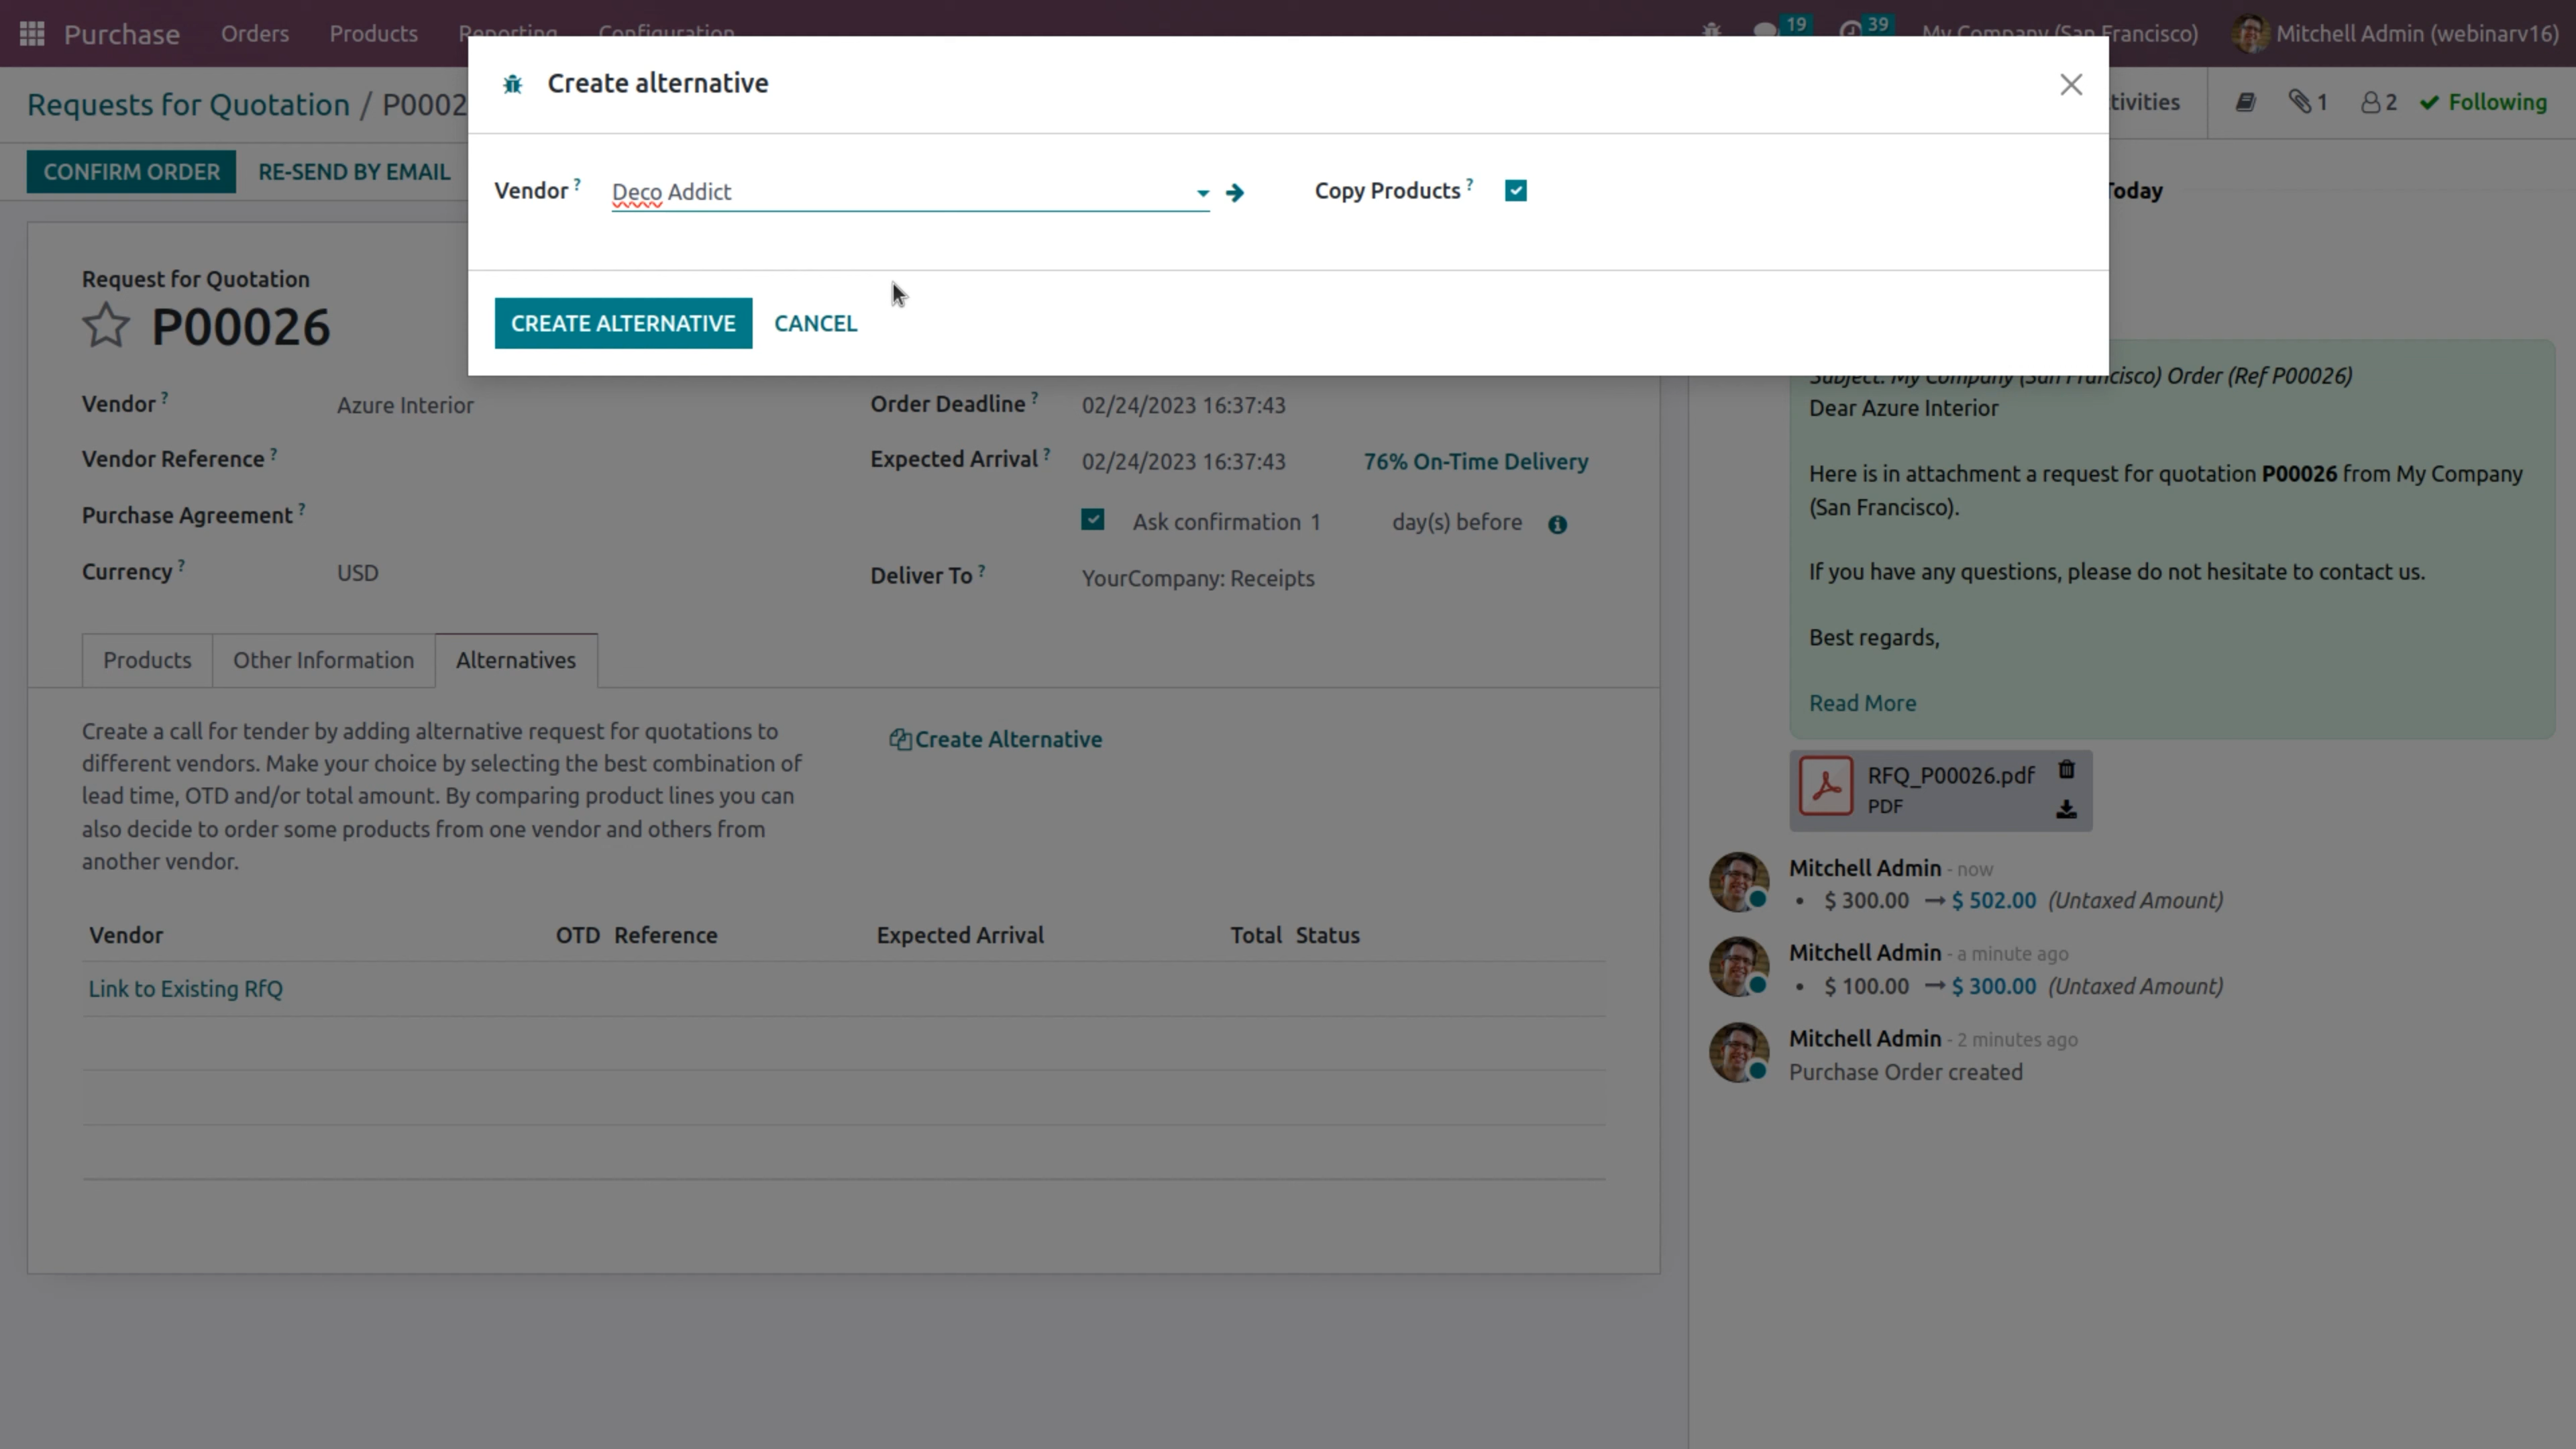 Purchase Orders Products Reporting Configuration 19 39 My Company (San Francisco) Mitchell Admin (webinarv16)
Create alternative
Requests for Quotation / P0002
tivities 1 2 Following
CONFIRM ORDER RE-SEND BY EMAIL
Vendor ? Deco Addict Copy Products ?
Today
CREATE ALTERNATIVE CANCEL
Request for Quotation
P00026
Vendor ? Azure Interior
Vendor Reference ?
Purchase Agreement ?
Currency ? USD
Order Deadline ? 02/24/2023 16:37:43
Expected Arrival ? 02/24/2023 16:37:43 76% On-Time Delivery
Ask confirmation 1 day(s) before
Deliver To ? YourCompany: Receipts
Products Other Information Alternatives
Create a call for tender by adding alternative request for quotations to
different vendors. Make your choice by selecting the best combination of
lead time, OTD and/or total amount. By comparing product lines you can
also decide to order some products from one vendor and others from
another vendor.
Create Alternative
Vendor OTD Reference Expected Arrival Total Status
Link to Existing RfQ
Subject: My Company (San Francisco) Order (Ref P00026)
Dear Azure Interior
Here is in attachment a request for quotation P00026 from My Company
(San Francisco).
If you have any questions, please do not hesitate to contact us.
Best regards,
Read More
RFQ_P00026.pdf
PDF
Mitchell Admin - now
• $ 300.00 → $ 502.00 (Untaxed Amount)
Mitchell Admin - a minute ago
• $ 100.00 → $ 300.00 (Untaxed Amount)
Mitchell Admin - 2 minutes ago
Purchase Order created